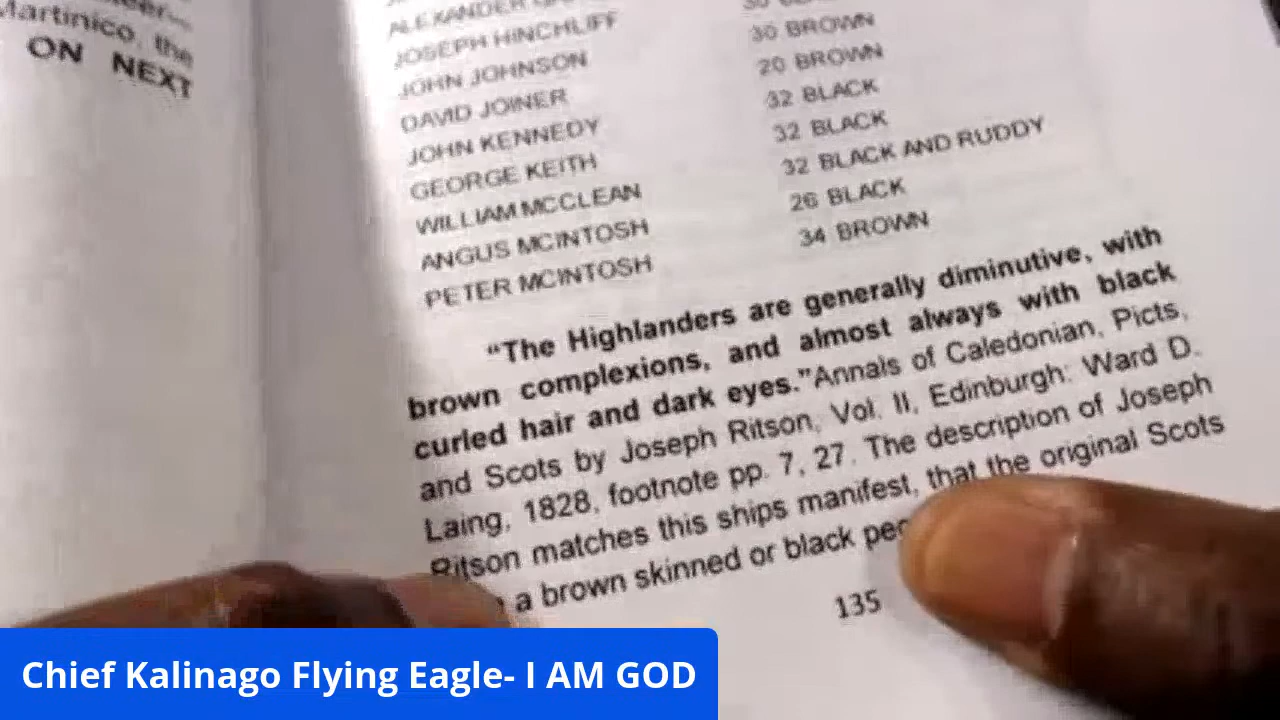 Martinico, the
ON NEXT
ALEXANDER
JOSEPH HINCHLIFF
JOHN JOHNSON
DAVID JOINER
JOHN KENNEDY
GEORGE KEITH
WILLIAM MCCLEAN
ANGUS MCINTOSH
PETER MCINTOSH
30 BROWN
20 BROWN
32 BLACK
32 BLACK
32 BLACK AND RUDDY
26 BLACK
34 BROWN
“The Highlanders are generally diminutive, with
brown complexions, and almost always with black
curled hair and dark eyes.”Annals of Caledonian, Picts,
and Scots by Joseph Ritson, Vol. II, Edinburgh: Ward D.
Laing, 1828, footnote pp. 7, 27. The description of Joseph
Ritson matches this ships manifest, that the original Scots
a brown skinned or black
135
Chief Kalinago Flying Eagle- I AM GOD